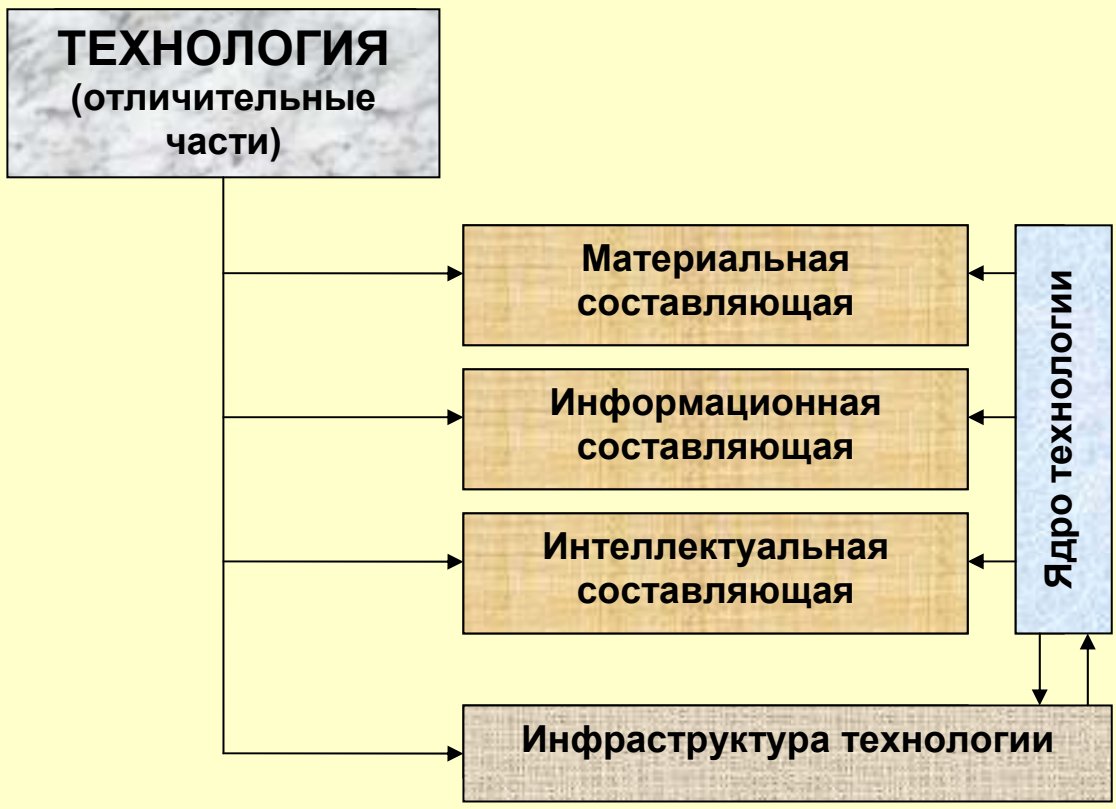 ТЕХНОЛОГИЯ
(отличительные
части)
Материальная
составляющая
Информационная
составляющая
Интеллектуальная
составляющая
Ядро технологии
Инфраструктура технологии